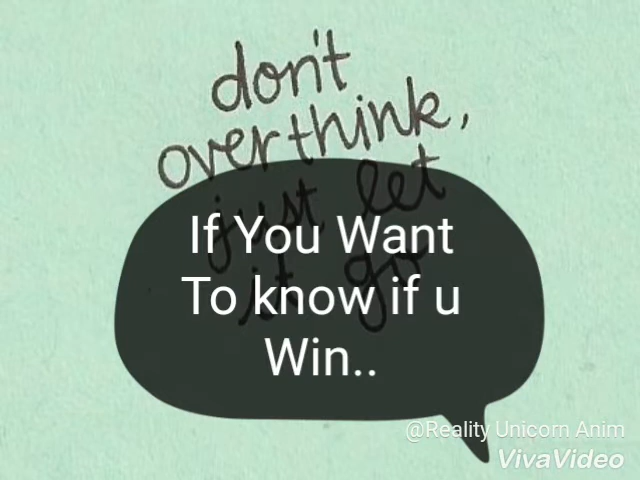 don't
overthink,
just let
it go
If You Want
To know if u
Win..
@Reality Unicorn Anim
VivaVideo